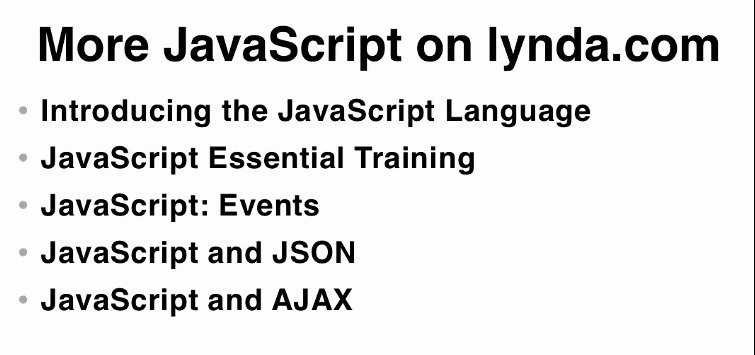 More JavaScript on lynda.com
• Introducing the JavaScript Language
• JavaScript Essential Training
• JavaScript: Events
• JavaScript and JSON
• JavaScript and AJAX